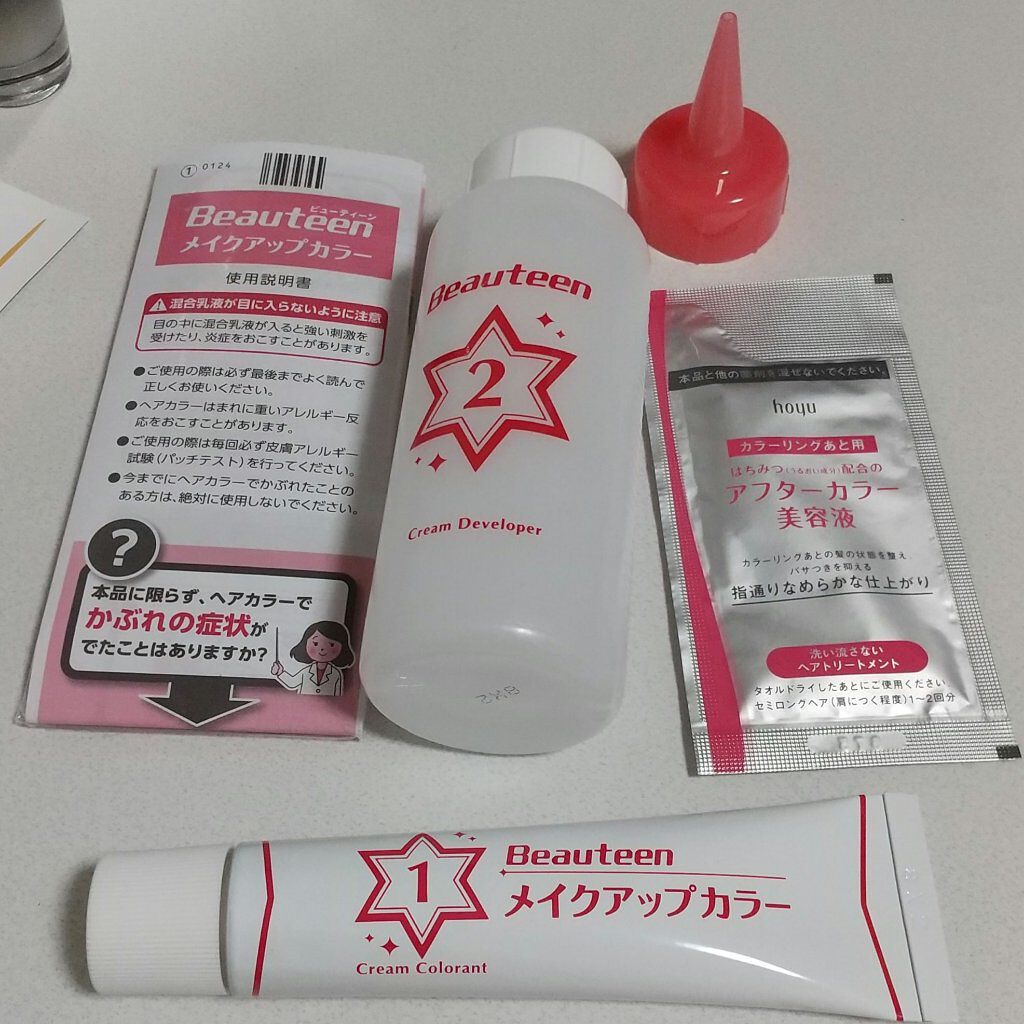 ① 0124
ビューティーン
Beauteen
メイクアップカラー
使用説明書
混合乳液が目に入らないように注意
目の中に混合乳液が入ると強い刺激を
受けたり、炎症をおこすことがあります。
●ご使用の際は必ず最後までよく読んで
正しくお使いください。
●ヘアカラーはまれに重いアレルギー反
応をおこすことがあります。
●ご使用の際は毎回必ず皮膚アレルギー
試験(パッチテスト)を行ってください。
●今までにヘアカラーでかぶれたことの
ある方は、絶対に使用しないでください。
?
本品に限らず、ヘアカラーで
かぶれの症状が
でたことはありますか?
Beauteen
2
Cream Developer
本品と他の薬剤を混ぜないでください。
hoyu
カラーリングあと用
はちみつ(うるおい成分)配合の
アフターカラー
美容液
カラーリングあとの髪の状態を整え、
パサつきを抑える
指通りなめらかな仕上がり
洗い流さない
ヘアトリートメント
タオルドライしたあとにご使用ください
セミロングヘア(肩につく程度)1〜2回分
1
Beauteen
メイクアップカラー
Cream Colorant